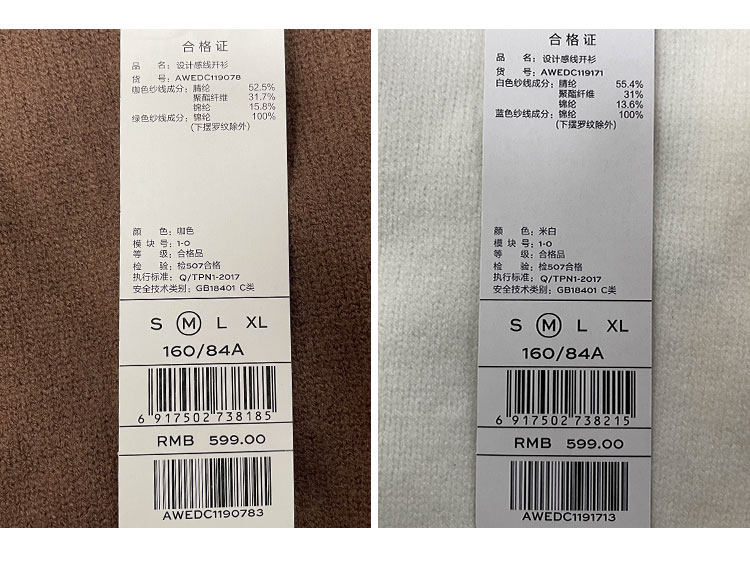 合格证
品 名：设计感线开衫
货 号：AWEDC119078
咖色纱线成分：腈纶 52.5%
聚酯纤维 31.7%
锦纶 15.8%
绿色纱线成分：锦纶 100%
(下摆罗纹除外)
颜 色：咖色
模 块 号：1-0
等 级：合格品
检 验：检507合格
执行标准：Q/TPN1-2017
安全技术类别：GB18401 C类
S M L XL
160/84A
6 917502 738185
RMB 599.00
AWEDC1190783
合格证
品 名：设计感线开衫
货 号：AWEDC119171
白色纱线成分：腈纶 55.4%
聚酯纤维 31%
锦纶 13.6%
蓝色纱线成分：锦纶 100%
(下摆罗纹除外)
颜 色：米白
模 块 号：1-0
等 级：合格品
检 验：检507合格
执行标准：Q/TPN1-2017
安全技术类别：GB18401 C类
S M L XL
160/84A
6 917502 738215
RMB 599.00
AWEDC1191713